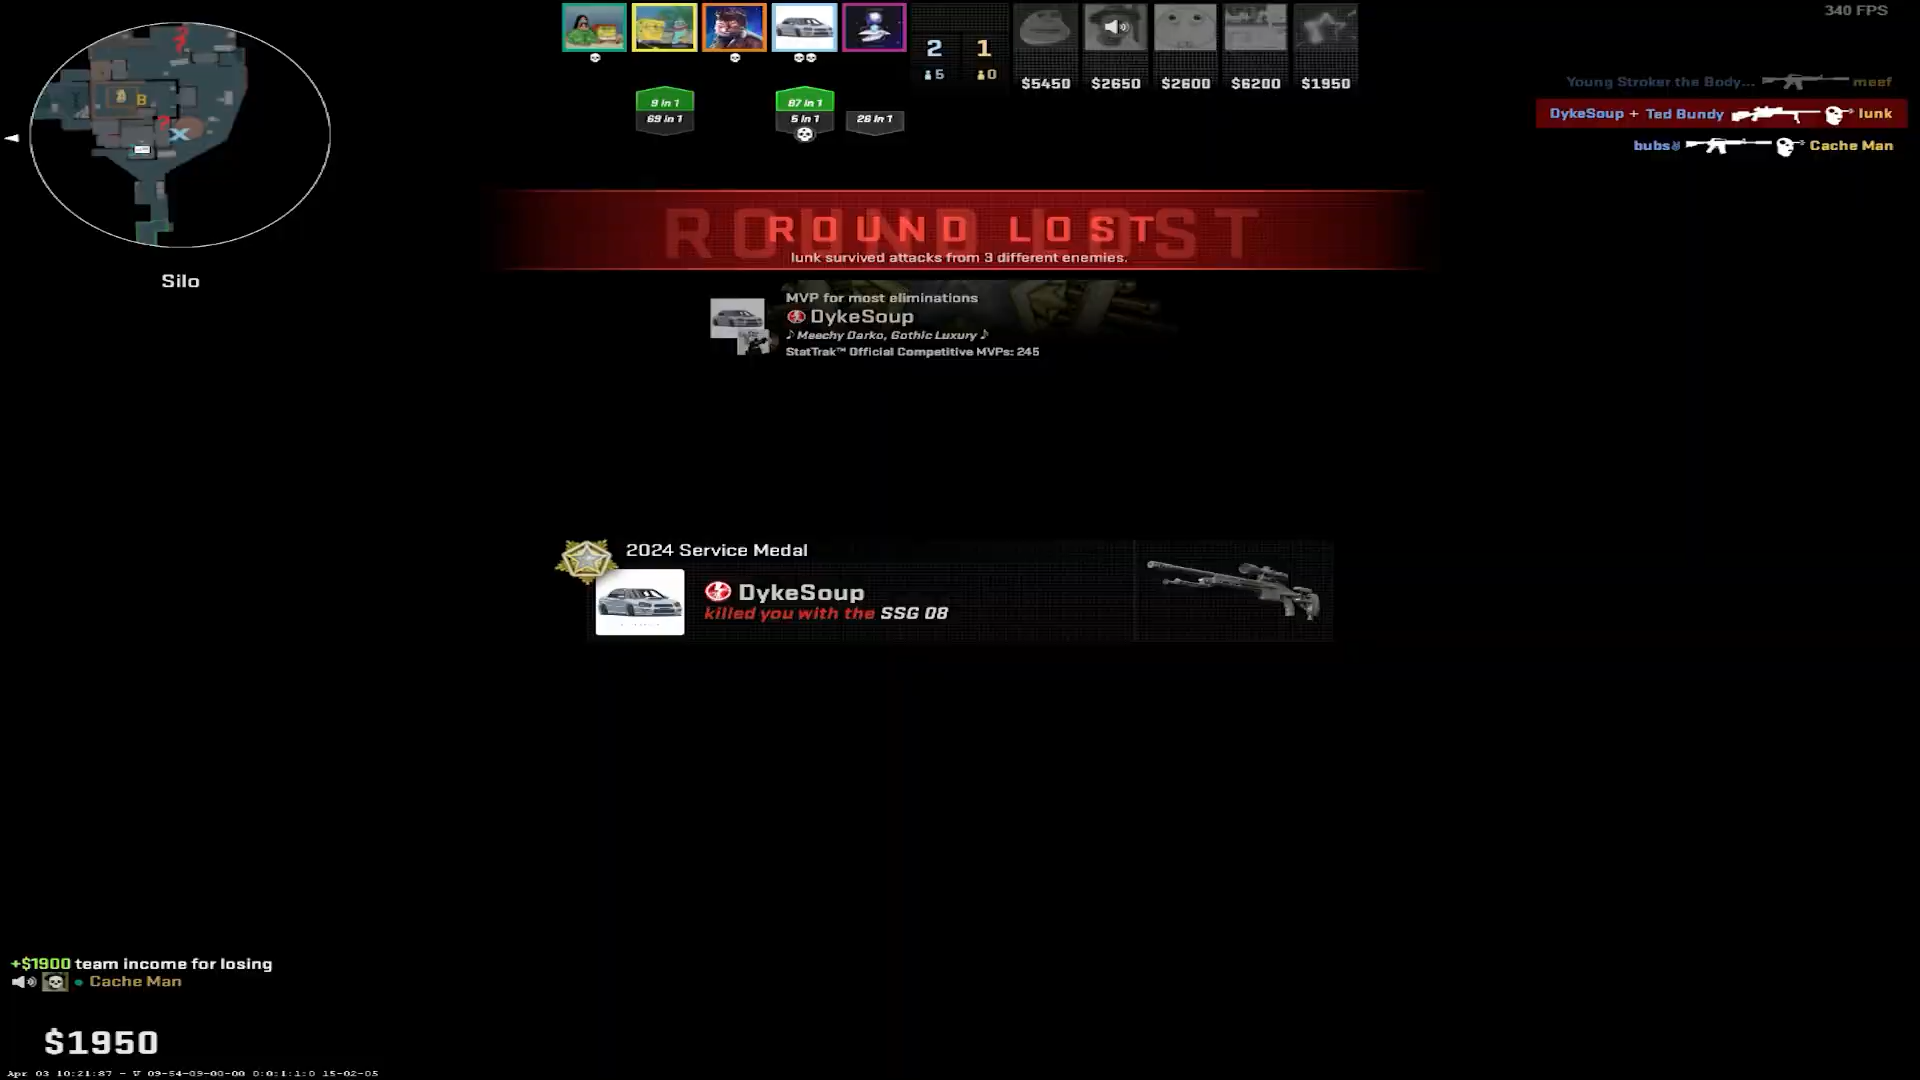 340 FPS
2 1
5 0
$5450 $2650 $2600 $6200 $1950
9 in 1
69 in 1
87 in 1
5 in 1
26 in 1
B
Young Stroker the Body... meef
DykeSoup + Ted Bundy lunk
bubs Cache Man
ROUND LOST
lunk survived attacks from 3 different enemies.
Silo
MVP for most eliminations
DykeSoup
♪ Meechy Darko, Gothic Luxury ♪
StatTrak™ Official Competitive MVPs: 245
2024 Service Medal
DykeSoup
killed you with the SSG 08
+$1900 team income for losing
Cache Man
$1950